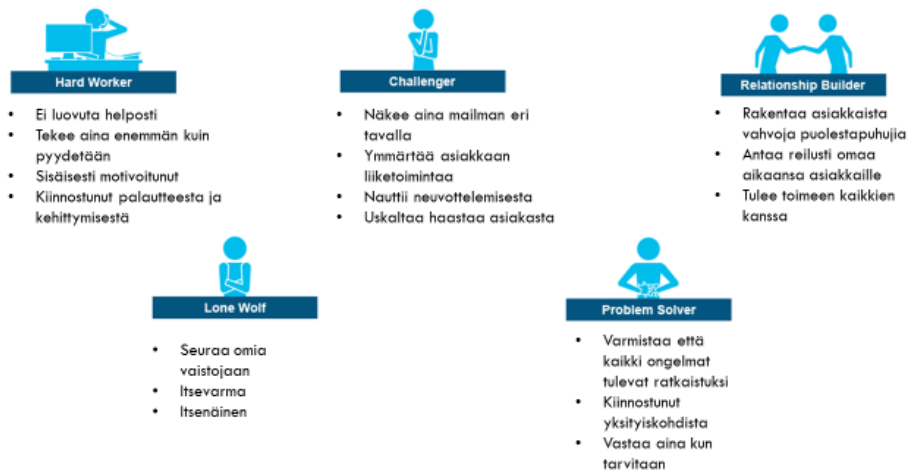 Hard Worker
• Ei luovuta helposti
• Tekee aina enemmän kuin
pyydetään
• Sisäisesti motivoitunut
• Kiinnostunut palautteesta ja
kehittymisestä
Challenger
• Näkee aina mailman eri
tavalla
• Ymmärtää asiakkaan
liiketoimintaa
• Nauttii neuvottelemisesta
• Uskaltaa haastaa asiakasta
Relationship Builder
• Rakentaa asiakkaista
vahvoja puolestapuhujia
• Antaa reilusti omaa
aikaansa asiakkaille
• Tulee toimeen kaikkien
kanssa
Lone Wolf
• Seuraa omia
vaistojaan
• Itsevarma
• Itsenäinen
Problem Solver
• Varmistaa että
kaikki ongelmat
tulevat ratkaistuksi
• Kiinnostunut
yksityiskohdista
• Vastaa aina kun
tarvitaan